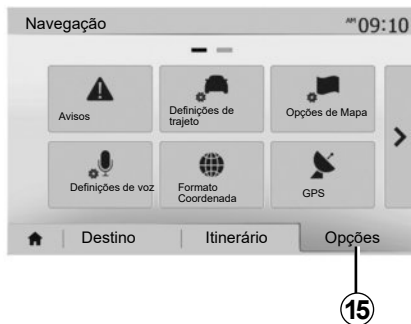 Navegação AM 09:10
Avisos
Definições de
trajeto
Opções de Mapa
Definições de voz
Formato
Coordenada
GPS
Destino
Itinerário
Opções
15